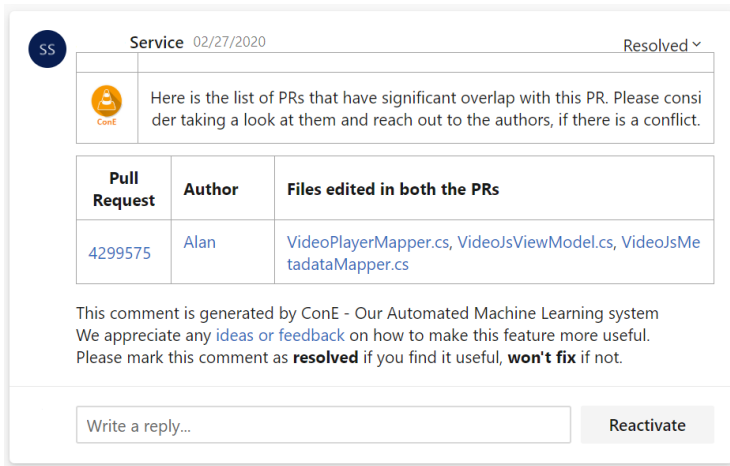 SS
Service 02/27/2020
Resolved
ConE
Here is the list of PRs that have significant overlap with this PR. Please consi
der taking a look at them and reach out to the authors, if there is a conflict.
Pull Request
Author
Files edited in both the PRs
4299575
Alan
VideoPlayerMapper.cs, VideoJsViewModel.cs, VideoJsMe
tadataMapper.cs
This comment is generated by ConE - Our Automated Machine Learning system
We appreciate any ideas or feedback on how to make this feature more useful.
Please mark this comment as resolved if you find it useful, won't fix if not.
Write a reply...
Reactivate